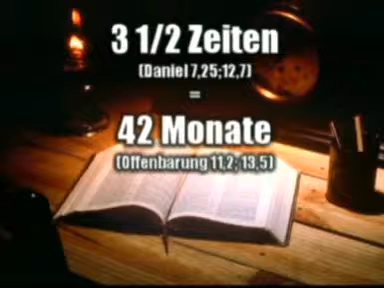 3 1/2 Zeiten
(Daniel 7,25;12,7)
=
42 Monate
(Offenbarung 11,2; 13,5)